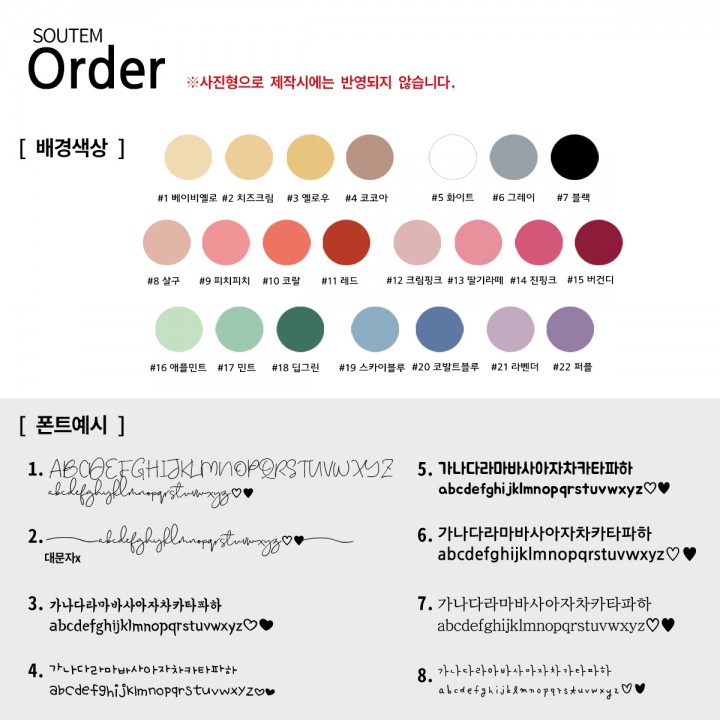 SOUTEM
Order
※사진형으로 제작시에는 반영되지 않습니다.
[ 배경색상 ]
#1 베이비옐로 #2 치즈크림 #3 옐로우 #4 코코아 #5 화이트 #6 그레이 #7 블랙
#8 살구 #9 피치피치 #10 코랄 #11 레드 #12 크림핑크 #13 딸기라떼 #14 진핑크 #15 버건디
#16 애플민트 #17 민트 #18 딥그린 #19 스카이블루 #20 코발트블루 #21 라벤더 #22 퍼플
[ 폰트예시 ]
1. ABCDEFGHIJKLMNOPQRSTUVWXYZ
abcdefghijklmnopqrstuvwxyz♡♥
2. abcdefghijklmnopqrstuvwxyz♡♥
대문자x
3. 가나다라마바사아자차카타파하
abcdefghijklmnopqrstuvwxyz♡♥
4. 가나다라마바사아자차카타파하
abcdefghijklmnopqrstuvwxyz♡♥
5. 가나다라마바사아자차카타파하
abcdefghijklmnopqrstuvwxyz♡♥
6. 가나다라마바사아자차카타파하
abcdefghijklmnopqrstuvwxyz♡♥
7. 가나다라마바사아자차카타파하
abcdefghijklmnopqrstuvwxyz♡♥
8. 가나다라마바사아자차카타파하
abcdefghijklmnopqrstuvwxyz♡♥